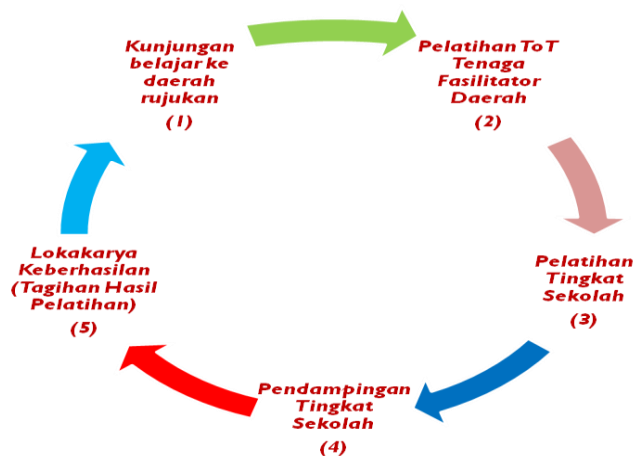 Kunjungan
belajar ke
daerah
rujukan
(1)
Pelatihan ToT
Tenaga
Fasilitator
Daerah
(2)
Pelatihan
Tingkat
Sekolah
(3)
Pendampingan
Tingkat
Sekolah
(4)
Lokakarya
Keberhasilan
(Tagihan Hasil
Pelatihan)
(5)